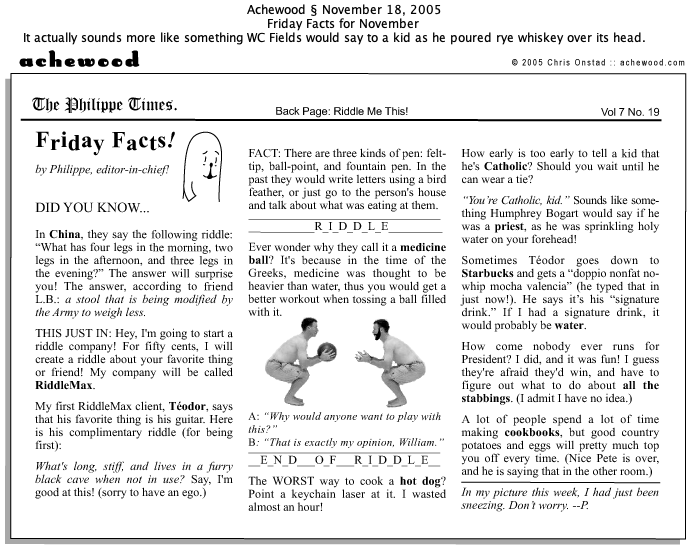 Achewood § November 18, 2005
Friday Facts for November
It actually sounds more like something WC Fields would say to a kid as he poured rye whiskey over its head.
achewood
© 2005 Chris Onstad :: achewood.com
The Philippe Times.
Back Page: Riddle Me This!
Vol 7 No. 19
Friday Facts!
by Philippe, editor-in-chief!
DID YOU KNOW...
In China, they say the following riddle:
“What has four legs in the morning, two
legs in the afternoon, and three legs in
the evening?” The answer will surprise
you! The answer, according to friend
L.B.: a stool that is being modified by
the Army to weigh less.
THIS JUST IN: Hey, I'm going to start a
riddle company! For fifty cents, I will
create a riddle about your favorite thing
or friend! My company will be called
RiddleMax.
My first RiddleMax client, Téodor, says
that his favorite thing is his guitar. Here
is his complimentary riddle (for being
first):
What's long, stiff, and lives in a furry
black cave when not in use? Say, I'm
good at this! (sorry to have an ego.)
FACT: There are three kinds of pen: felt-
tip, ball-point, and fountain pen. In the
past they would write letters using a bird
feather, or just go to the person's house
and talk about what was eating at them.
R_I_D_D_L_E
Ever wonder why they call it a medicine
ball? It's because in the time of the
Greeks, medicine was thought to be
heavier than water, thus you would get a
better workout when tossing a ball filled
with it.
A: “Why would anyone want to play with
this?”
B: “That is exactly my opinion, William.”
E_N_D__O_F__R_I_D_D_L_E
The WORST way to cook a hot dog?
Point a keychain laser at it. I wasted
almost an hour!
How early is too early to tell a kid that
he's Catholic? Should you wait until he
can wear a tie?
“You're Catholic, kid.” Sounds like some-
thing Humphrey Bogart would say if he
was a priest, as he was sprinkling holy
water on your forehead!
Sometimes Téodor goes down to
Starbucks and gets a “doppio nonfat no-
whip mocha valencia” (he typed that in
just now!). He says it's his “signature
drink.” If I had a signature drink, it
would probably be water.
How come nobody ever runs for
President? I did, and it was fun! I guess
they're afraid they'd win, and have to
figure out what to do about all the
stabbings. (I admit I have no idea.)
A lot of people spend a lot of time
making cookbooks, but good country
potatoes and eggs will pretty much top
you off every time. (Nice Pete is over,
and he is saying that in the other room.)
In my picture this week, I had just been
sneezing. Don't worry. --P.